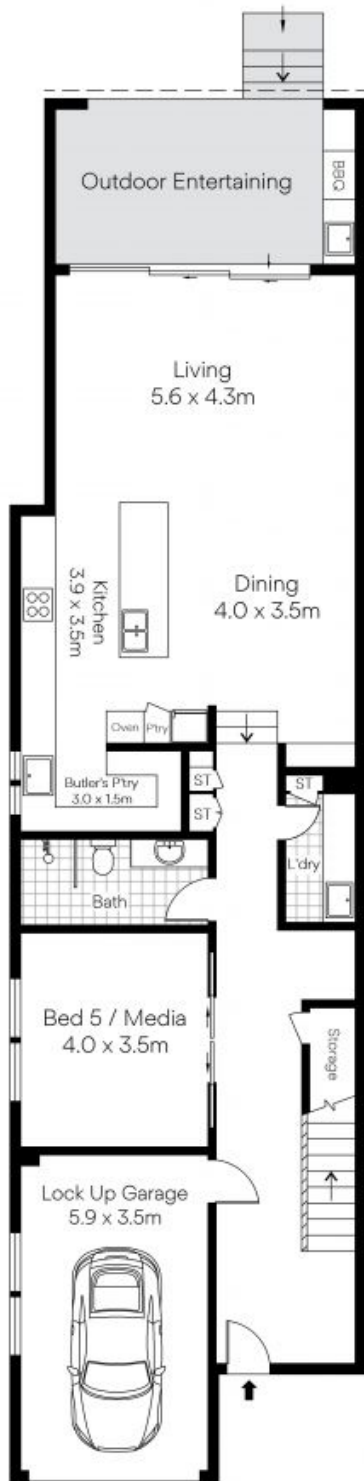 Outdoor Entertaining
BBQ
Living
5.6 x 4.3m
Kitchen
3.9 x 3.5m
Dining
4.0 x 3.5m
Oven
P'try
Butler's P'try
3.0 x 1.5m
ST
ST
ST
L'dry
Bath
Bed 5 / Media
4.0 x 3.5m
Storage
Lock Up Garage
5.9 x 3.5m